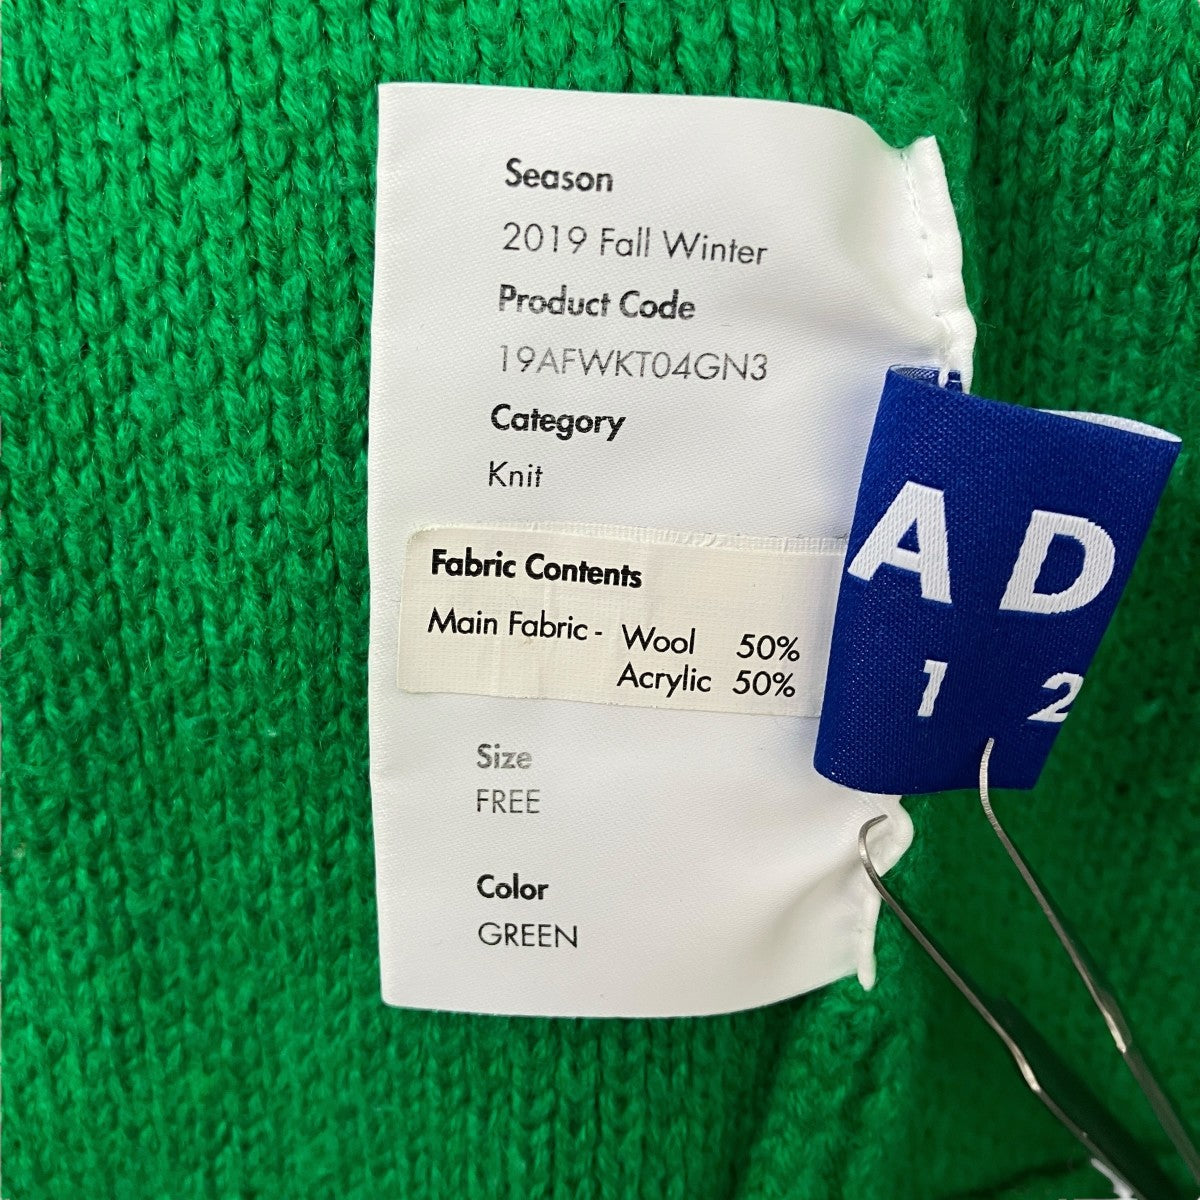 Season
2019 Fall Winter
Product Code
19AFWKT04GN3
Category
Knit
Fabric Contents
Main Fabric - Wool 50%
Acrylic 50%
Size
FREE
Color
GREEN
A D
1 2